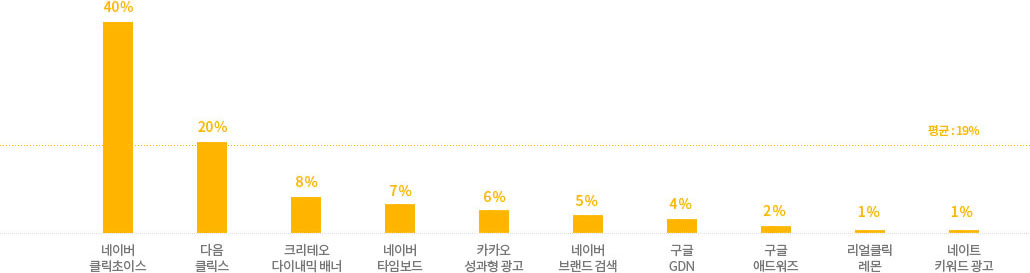 40%
20%
8%
7%
6%
5%
4%
2%
1%
1%
평균 : 19%
네이버
클릭초이스
다음
클릭스
크리테오
다이내믹 배너
네이버
타임보드
카카오
성과형 광고
네이버
브랜드 검색
구글
GDN
구글
애드워즈
리얼클릭
레몬
네이트
키워드 광고